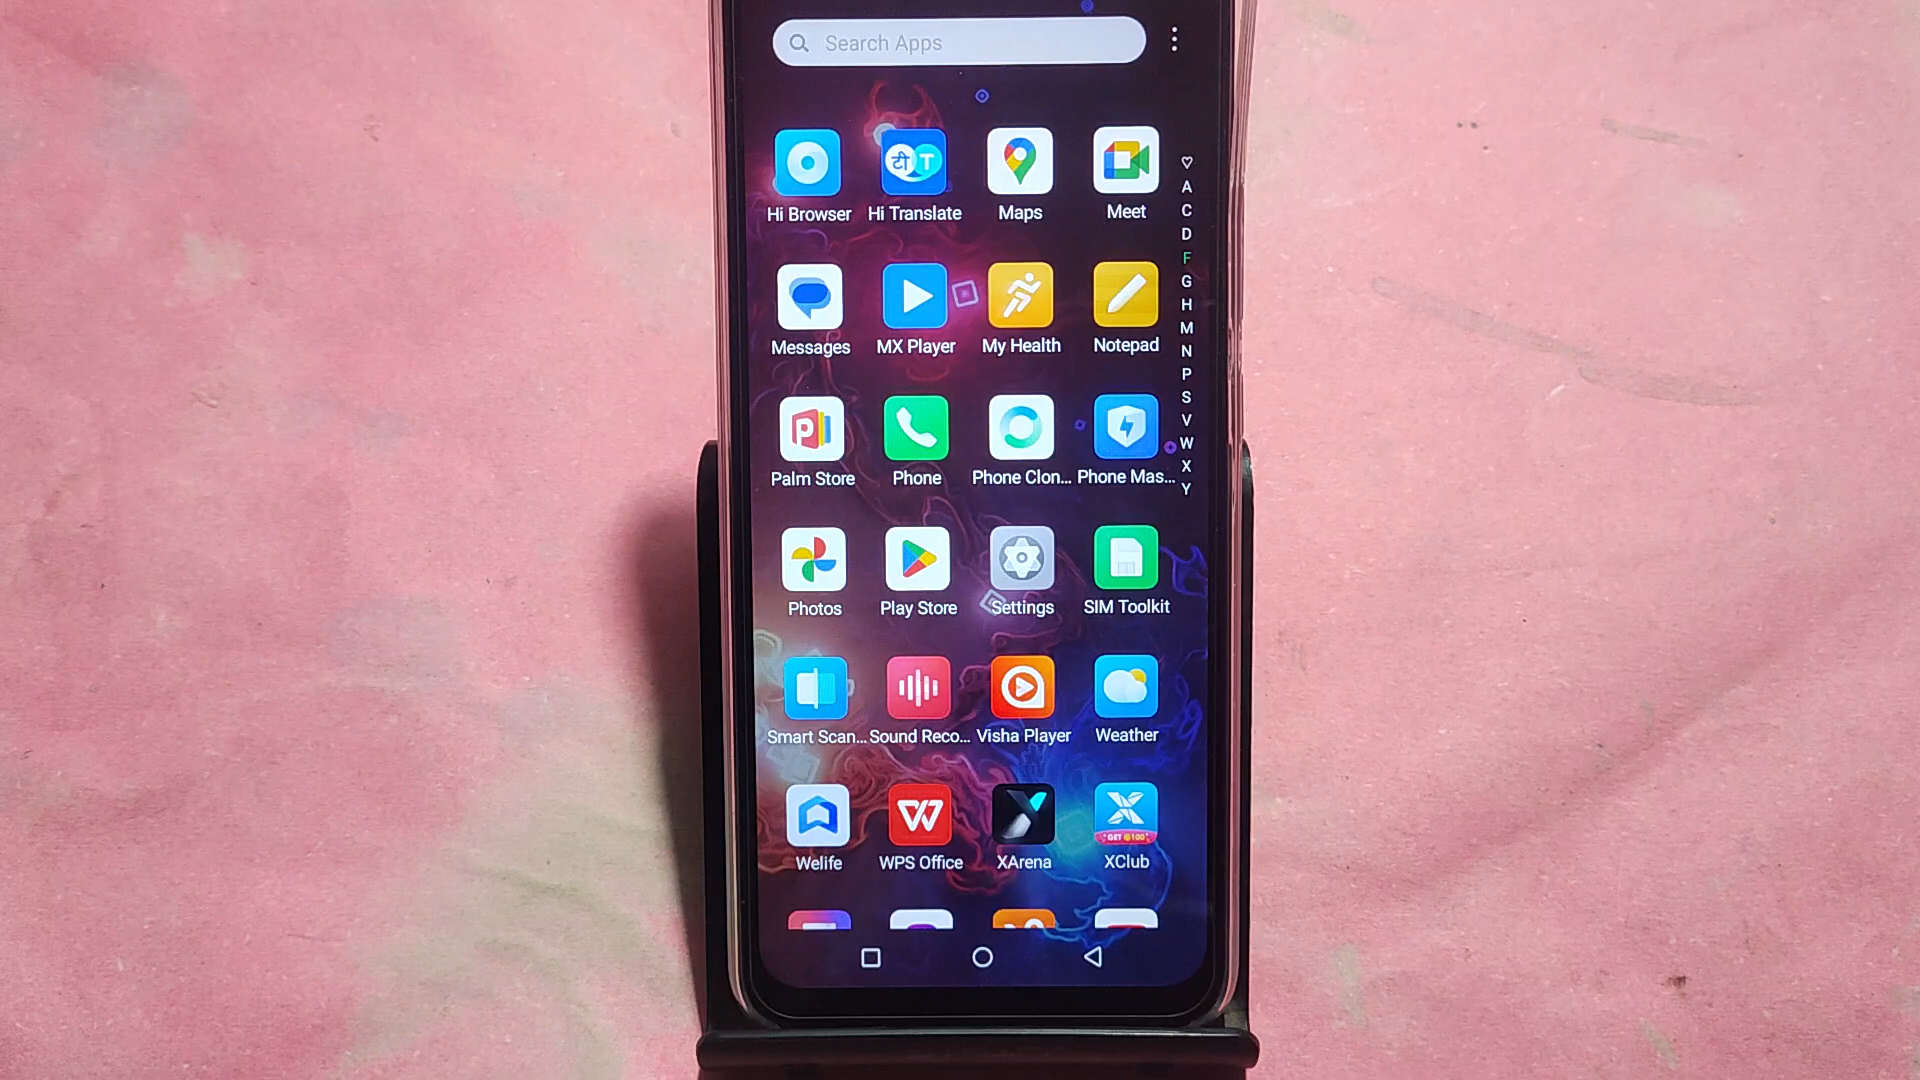 Search Apps
टी T
Hi Browser Hi Translate Maps Meet
♡
A
C
D
F
G
H
M
N
P
S
V
W
X
Y
Messages MX Player My Health Notepad
P
Palm Store Phone Phone Clon... Phone Mas...
Photos Play Store Settings SIM Toolkit
Smart Scan... Sound Reco... Visha Player Weather
GET 100
Welife WPS Office XArena XClub